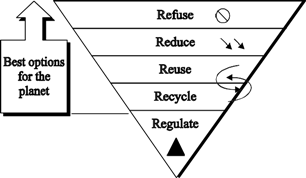 Refuse
Reduce
Reuse
Recycle
Regulate
Best options
for the
planet